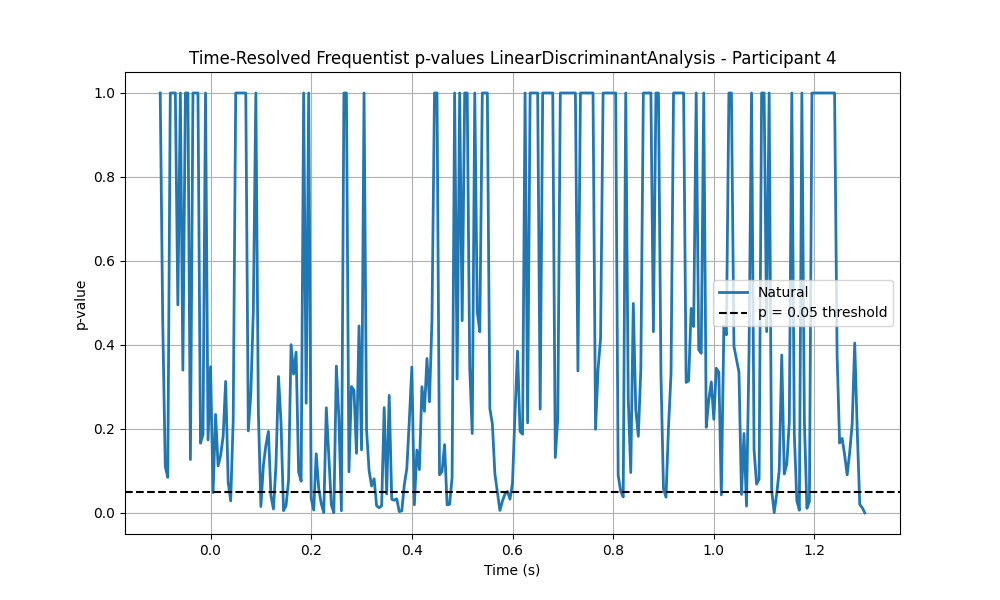 Time-Resolved Frequentist p-values LinearDiscriminantAnalysis - Participant 4
1.0
0.8
0.6
0.4
0.2
0.0
p-value
Natural
p = 0.05 threshold
0.0 0.2 0.4 0.6 0.8 1.0 1.2
Time (s)